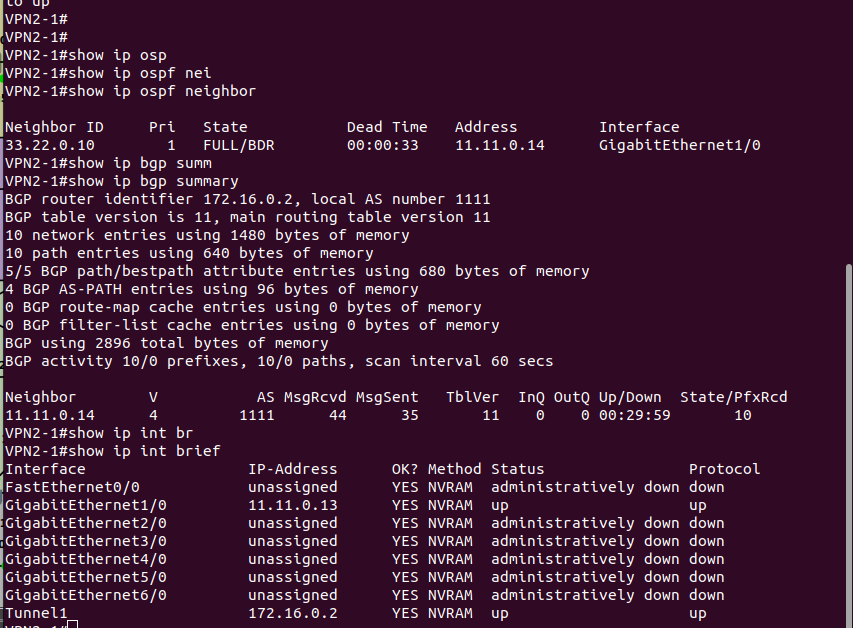 to up
VPN2-1#
VPN2-1#
VPN2-1#show ip osp
VPN2-1#show ip ospf nei
VPN2-1#show ip ospf neighbor
Neighbor ID     Pri   State           Dead Time   Address         Interface
33.22.0.10        1   FULL/BDR        00:00:33    11.11.0.14      GigabitEthernet1/0
VPN2-1#show ip bgp summ
VPN2-1#show ip bgp summary
BGP router identifier 172.16.0.2, local AS number 1111
BGP table version is 11, main routing table version 11
10 network entries using 1480 bytes of memory
10 path entries using 640 bytes of memory
5/5 BGP path/bestpath attribute entries using 680 bytes of memory
4 BGP AS-PATH entries using 96 bytes of memory
0 BGP route-map cache entries using 0 bytes of memory
0 BGP filter-list cache entries using 0 bytes of memory
BGP using 2896 total bytes of memory
BGP activity 10/0 prefixes, 10/0 paths, scan interval 60 secs
Neighbor        V           AS MsgRcvd MsgSent   TblVer  InQ OutQ Up/Down  State/PfxRcd
11.11.0.14      4         1111      44      35       11    0    0 00:29:59       10
VPN2-1#show ip int br
VPN2-1#show ip int brief
Interface                  IP-Address      OK? Method Status                Protocol
FastEthernet0/0            unassigned      YES NVRAM  administratively down down
GigabitEthernet1/0         11.11.0.13      YES NVRAM  up                    up
GigabitEthernet2/0         unassigned      YES NVRAM  administratively down down
GigabitEthernet3/0         unassigned      YES NVRAM  administratively down down
GigabitEthernet4/0         unassigned      YES NVRAM  administratively down down
GigabitEthernet5/0         unassigned      YES NVRAM  administratively down down
GigabitEthernet6/0         unassigned      YES NVRAM  administratively down down
Tunnel1                    172.16.0.2      YES NVRAM  up                    up
VPN2-1#